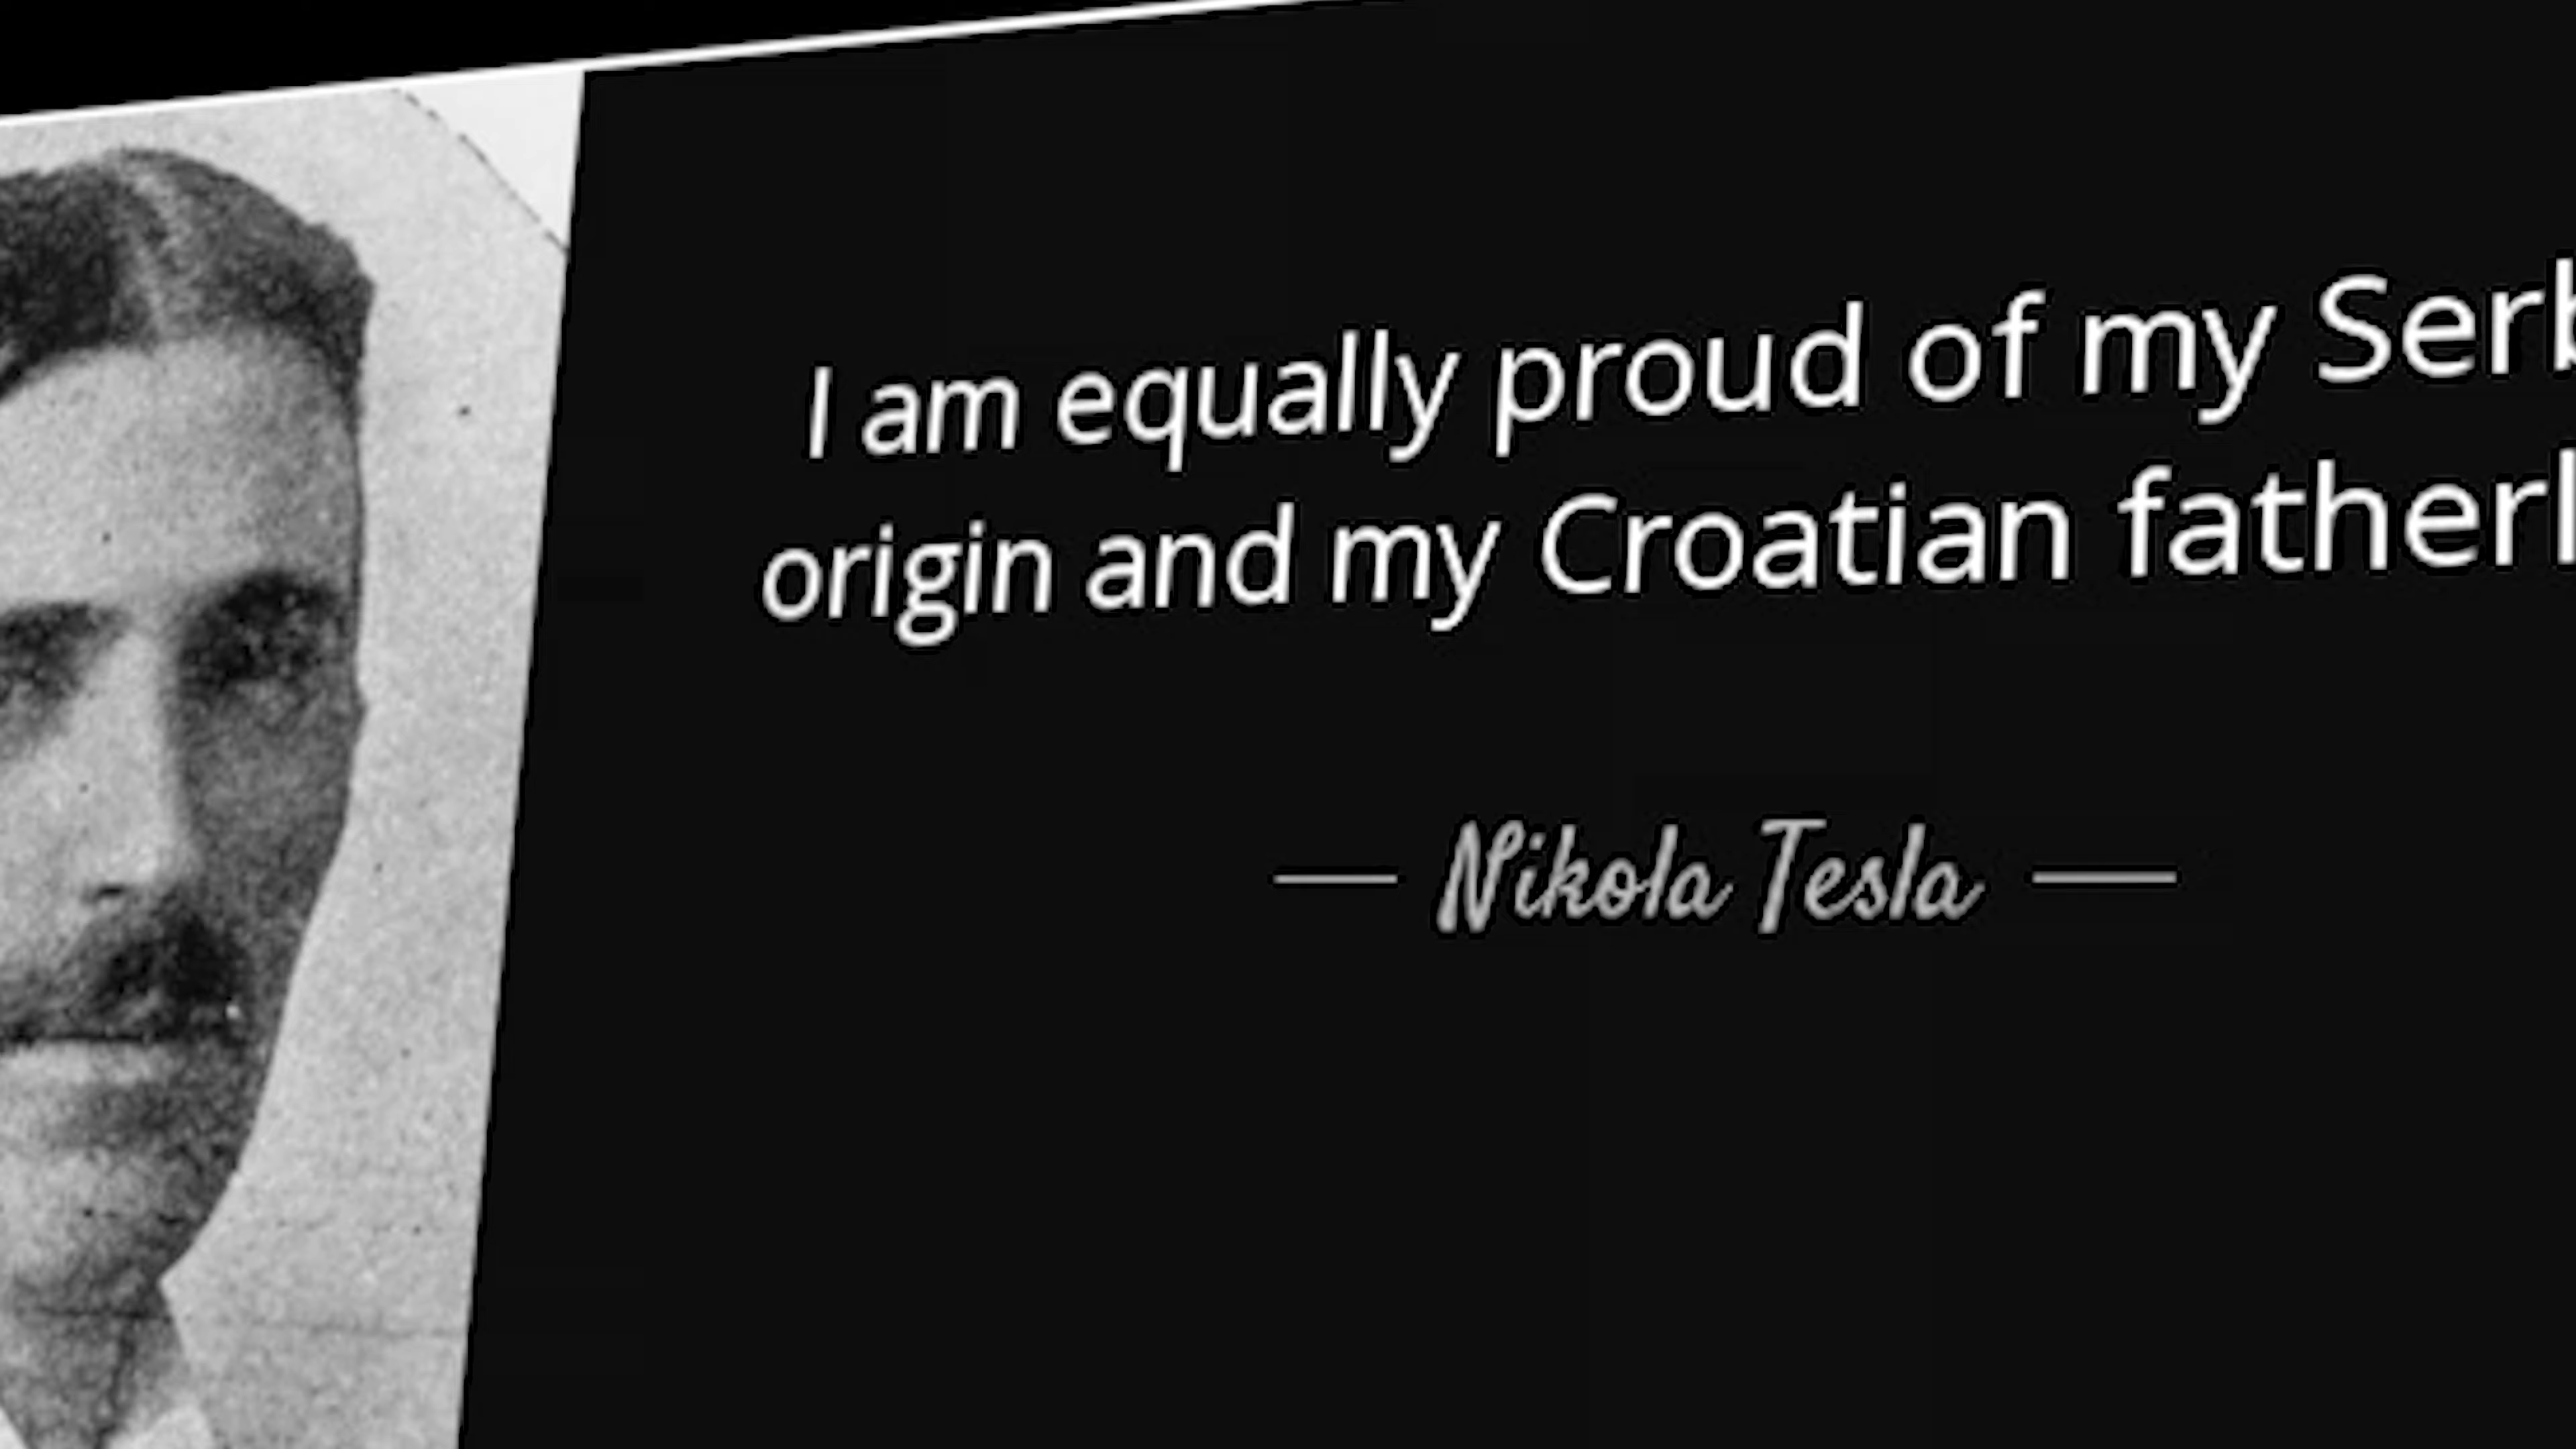 I am equally proud of my Serb
origin and my Croatian fatherl
— Nikola Tesla —